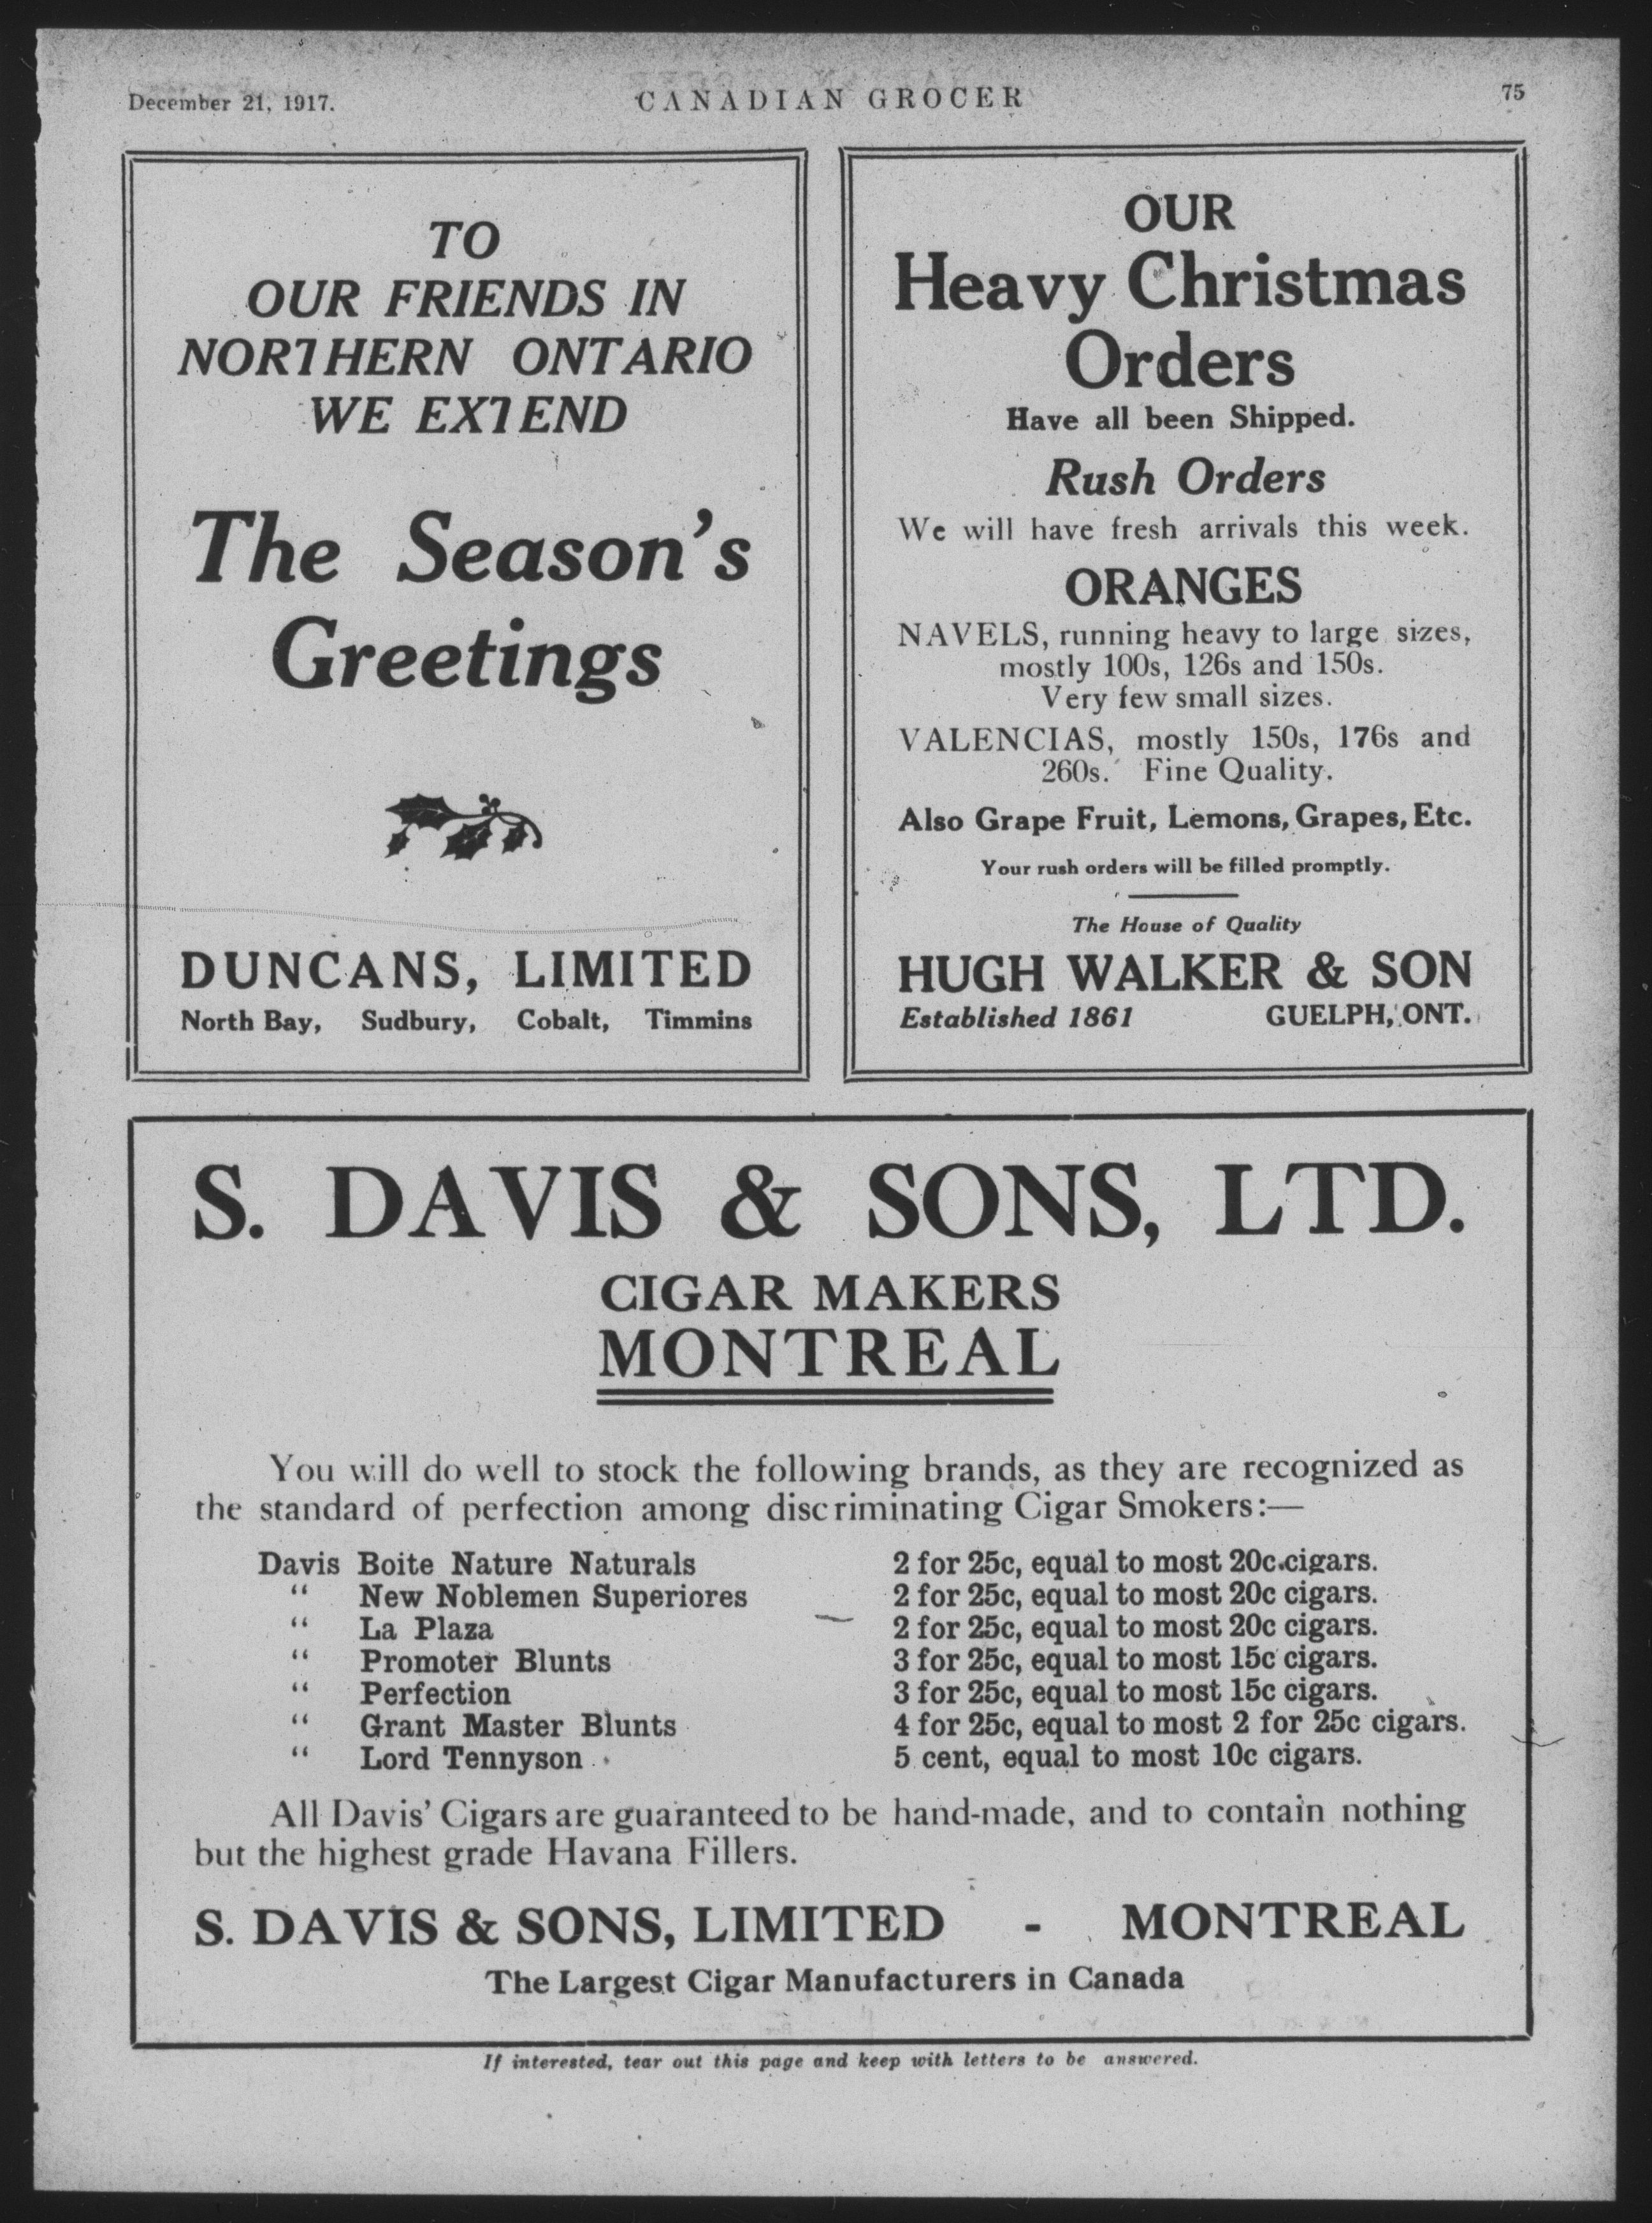 December 21, 1917.
CANADIAN GROCER
75
TO
OUR FRIENDS IN
NORTHERN ONTARIO
WE EXTEND
The Season's
Greetings
DUNCANS, LIMITED
North Bay, Sudbury, Cobalt, Timmins
OUR
Heavy Christmas
Orders
Have all been Shipped.
Rush Orders
We will have fresh arrivals this week.
ORANGES
NAVELS, running heavy to large sizes,
mostly 100s, 126s and 150s.
Very few small sizes.
VALENCIAS, mostly 150s, 176s and
260s. Fine Quality.
Also Grape Fruit, Lemons, Grapes, Etc.
Your rush orders will be filled promptly.
The House of Quality
HUGH WALKER & SON
Established 1861 GUELPH, ONT.
S. DAVIS & SONS, LTD.
CIGAR MAKERS
MONTREAL
You will do well to stock the following brands, as they are recognized as
the standard of perfection among discriminating Cigar Smokers:—
Davis Boite Nature Naturals 2 for 25c, equal to most 20c. cigars.
" New Noblemen Superiores 2 for 25c, equal to most 20c cigars.
" La Plaza 2 for 25c, equal to most 20c cigars.
" Promoter Blunts 3 for 25c, equal to most 15c cigars.
" Perfection 3 for 25c, equal to most 15c cigars.
" Grant Master Blunts 4 for 25c, equal to most 2 for 25c cigars.
" Lord Tennyson 5 cent, equal to most 10c cigars.
All Davis' Cigars are guaranteed to be hand-made, and to contain nothing
but the highest grade Havana Fillers.
S. DAVIS & SONS, LIMITED - MONTREAL
The Largest Cigar Manufacturers in Canada
If interested, tear out this page and keep with letters to be answered.